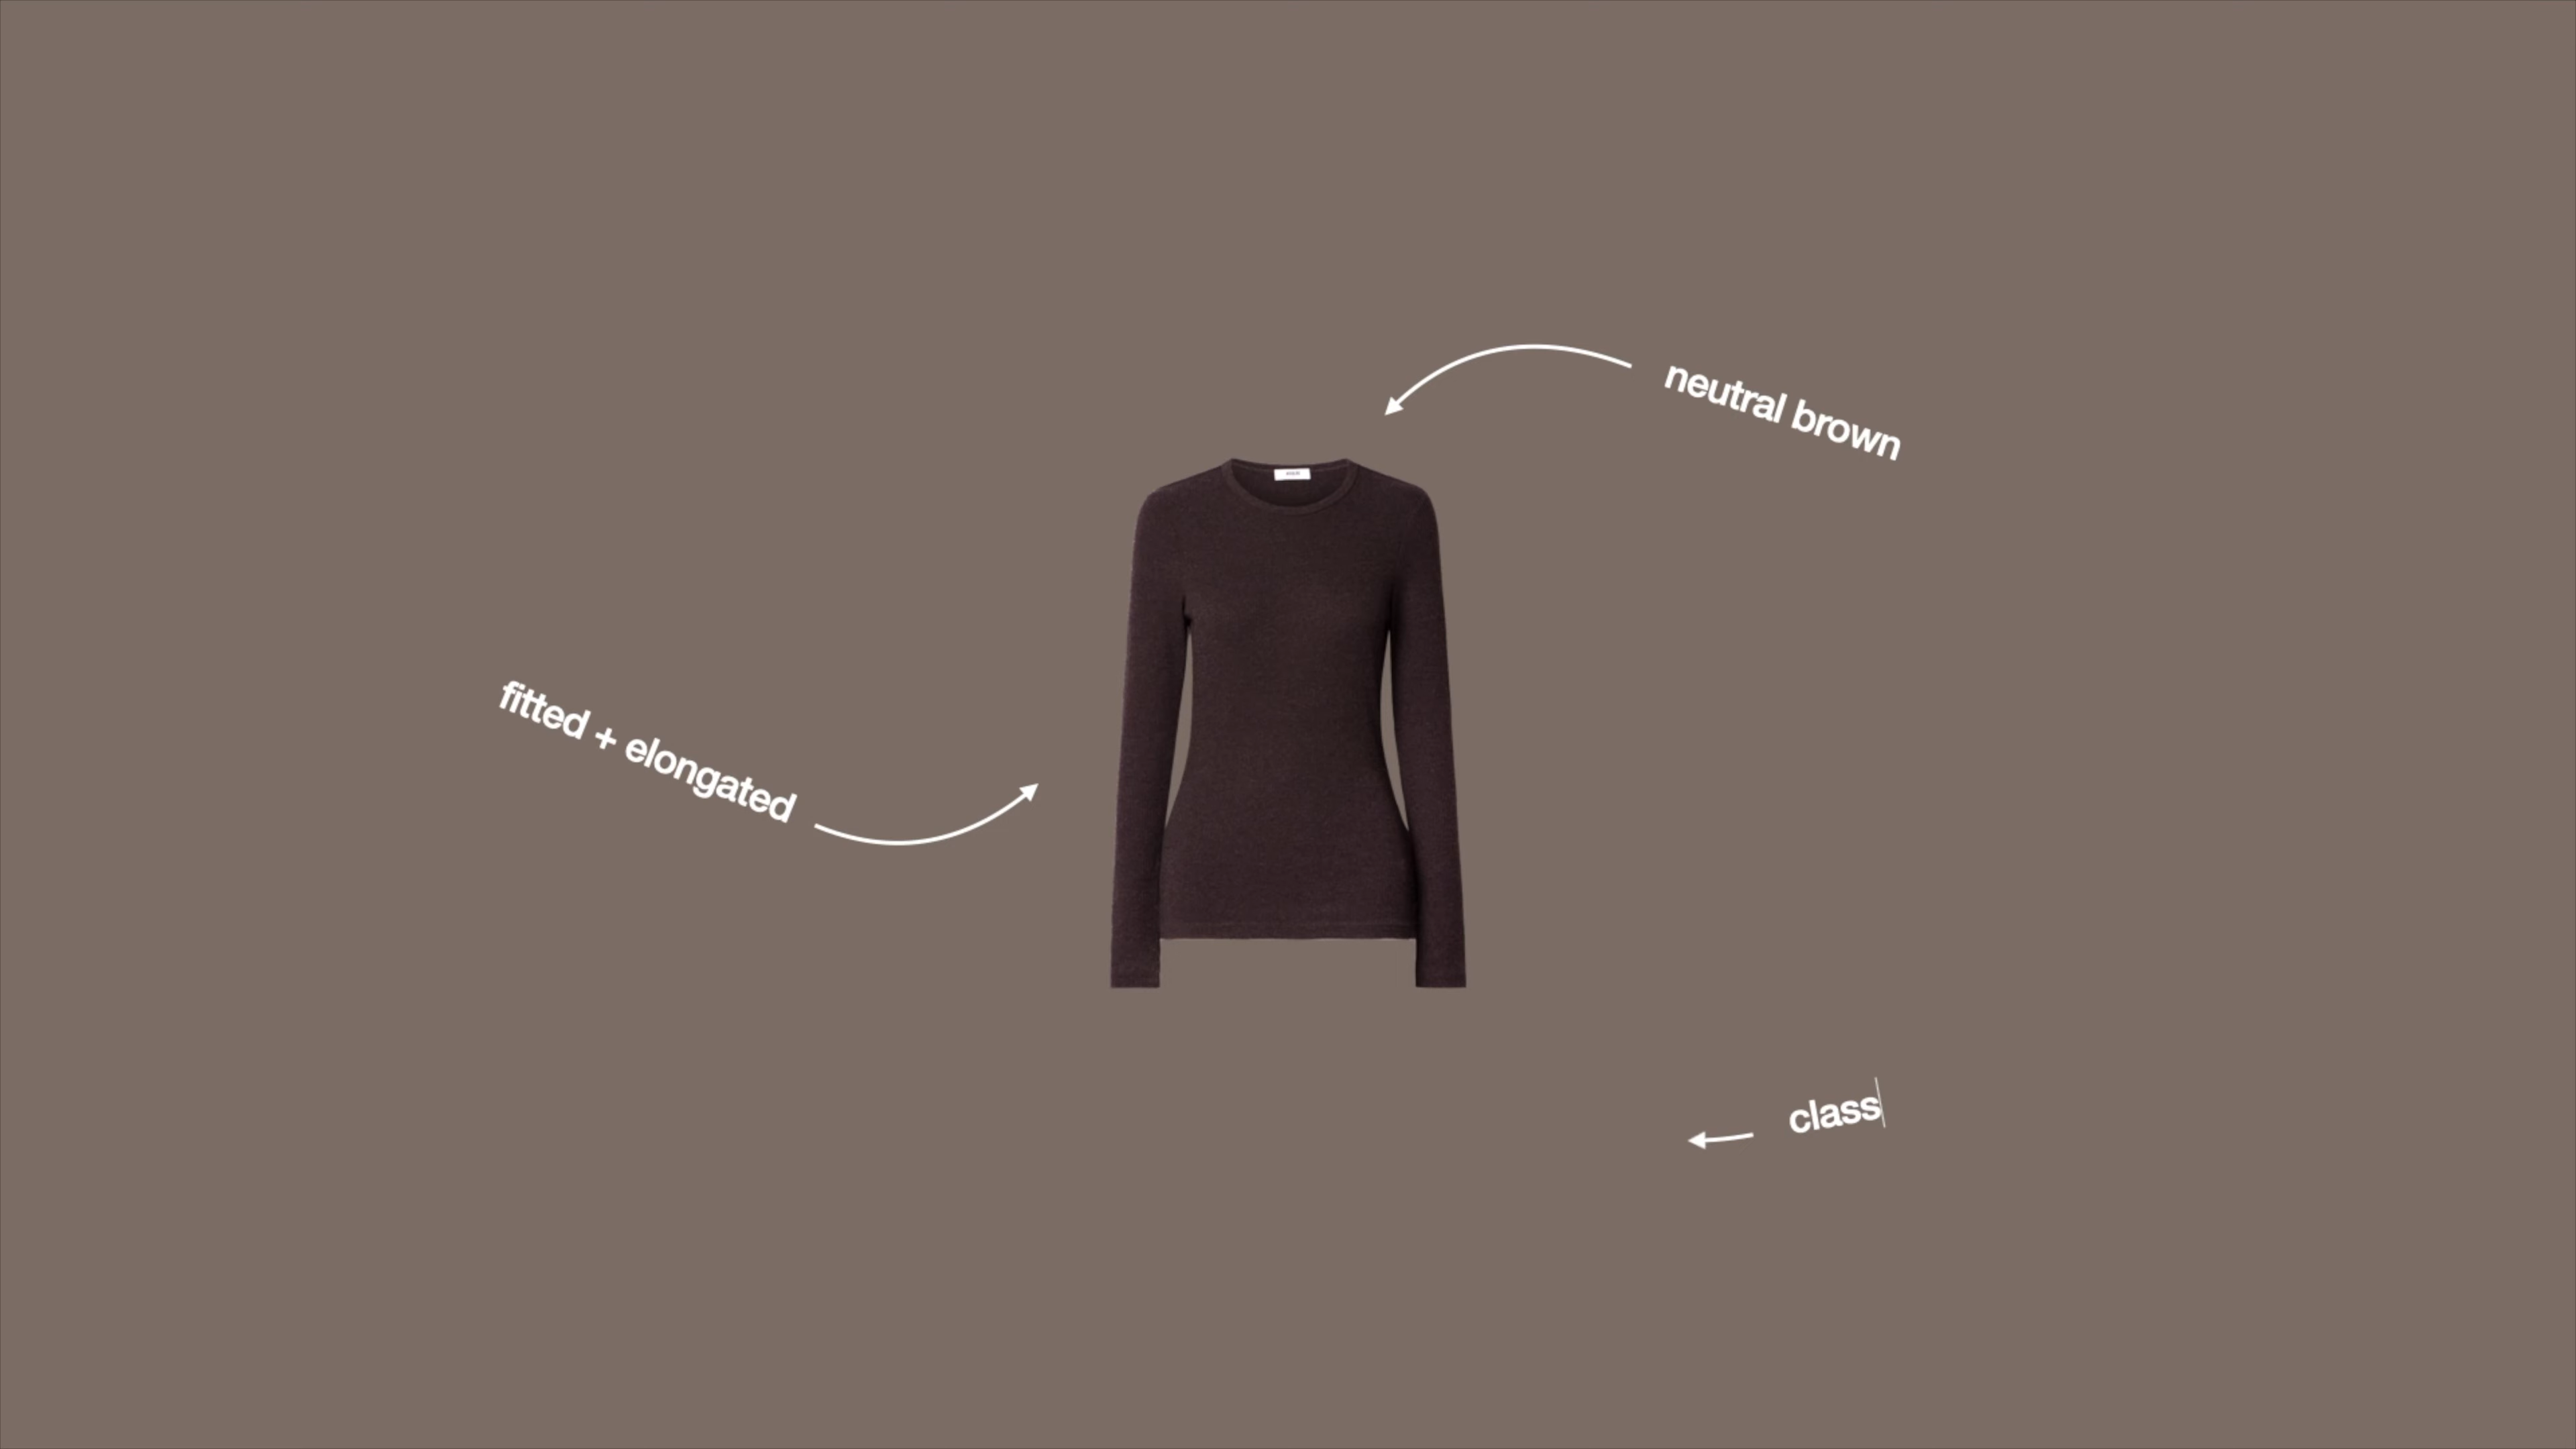 neutral brown
fitted + elongated
class